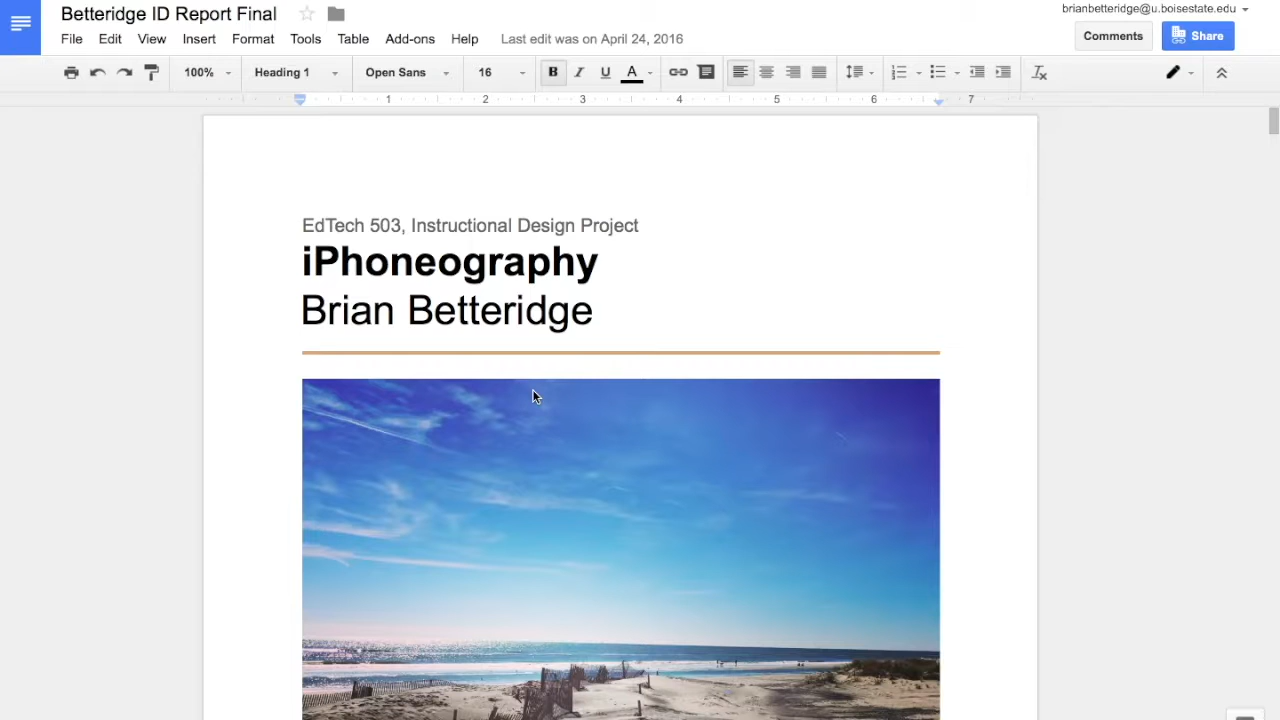 Betteridge ID Report Final
brianbetteridge@u.boisestate.edu
File Edit View Insert Format Tools Table Add-ons Help Last edit was on April 24, 2016
Comments Share
100% Heading 1 Open Sans 16 B I U A
1 2 3 4 5 6 7
EdTech 503, Instructional Design Project
iPhoneography
Brian Betteridge